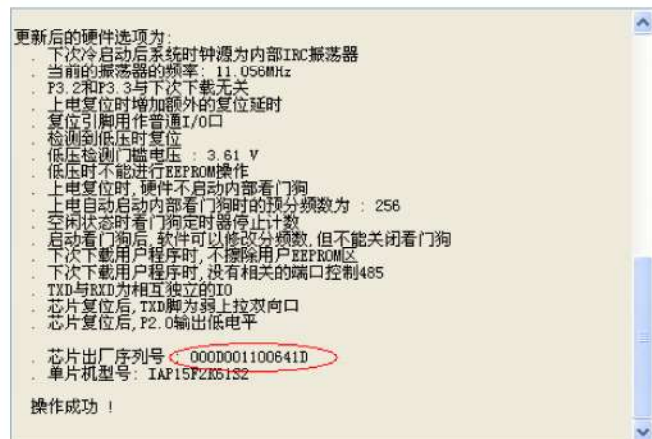 更新后的硬件选项为:
. 下次冷启动后系统时钟源为内部IRC振荡器
. 当前的振荡器的频率: 11.056MHz
. P3.2和P3.3与下次下载无关
. 上电复位时增加额外的复位延时
. 复位引脚用作普通I/O口
. 检测到低压时复位
. 低压检测门槛电压 : 3.61 V
. 低压时不能进行EEPROM操作
. 上电复位时,硬件不启动内部看门狗
. 上电自动启动内部看门狗时的预分频数为 : 256
. 空闲状态时看门狗定时器停止计数
. 启动看门狗后,软件可以修改分频数,但不能关闭看门狗
. 下次下载用户程序时,不擦除用户EEPROM区
. 下次下载用户程序时,没有相关的端口控制485
. TXD与RXD为相互独立的IO
. 芯片复位后,TXD脚为弱上拉双向口
. 芯片复位后,P2.0输出低电平
. 芯片出厂序列号 : 000D001100641D
. 单片机型号: IAP15F2K61S2
操作成功 !